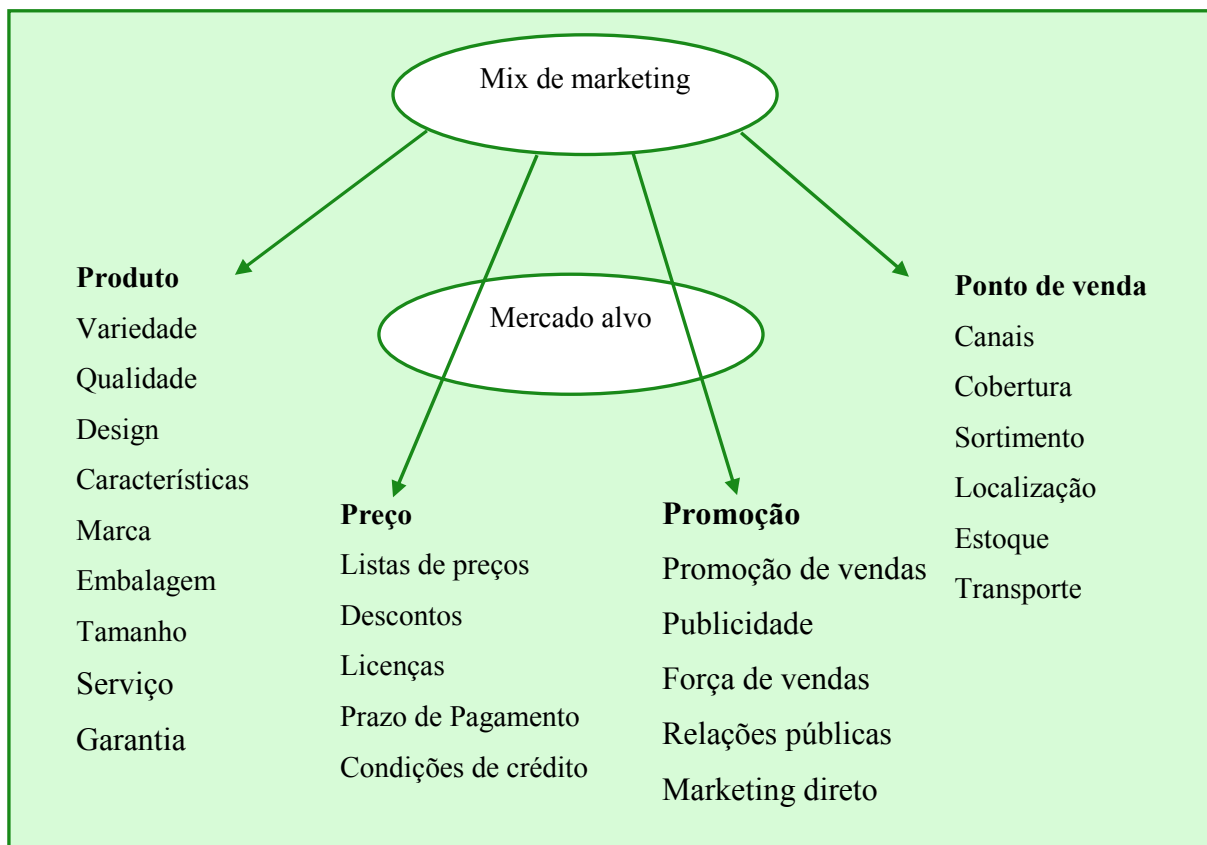 Mix de marketing
Mercado alvo
Produto
Variedade
Qualidade
Design
Características
Marca
Embalagem
Tamanho
Serviço
Garantia
Preço
Listas de preços
Descontos
Licenças
Prazo de Pagamento
Condições de crédito
Promoção
Promoção de vendas
Publicidade
Força de vendas
Relações públicas
Marketing direto
Ponto de venda
Canais
Cobertura
Sortimento
Localização
Estoque
Transporte